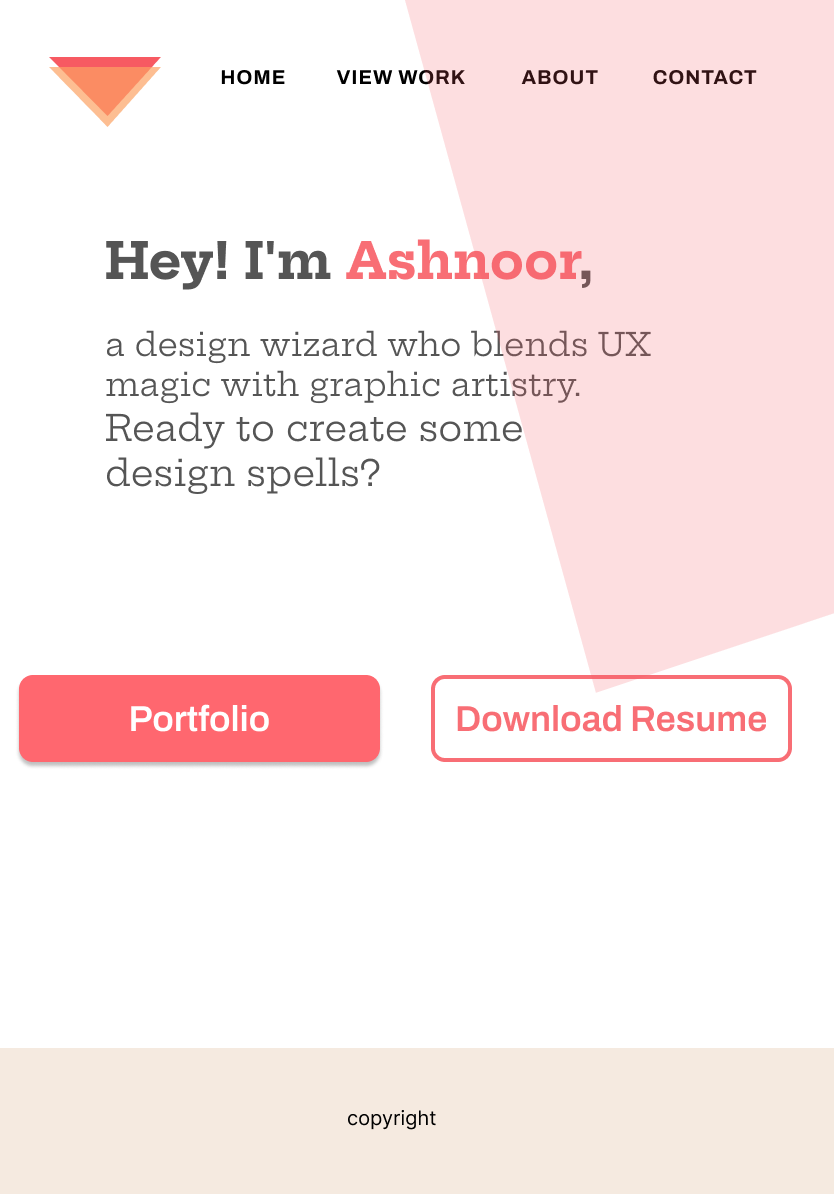 HOME VIEW WORK ABOUT CONTACT
Hey! I'm Ashnoor,
a design wizard who blends UX
magic with graphic artistry.
Ready to create some
design spells?
Portfolio Download Resume
copyright